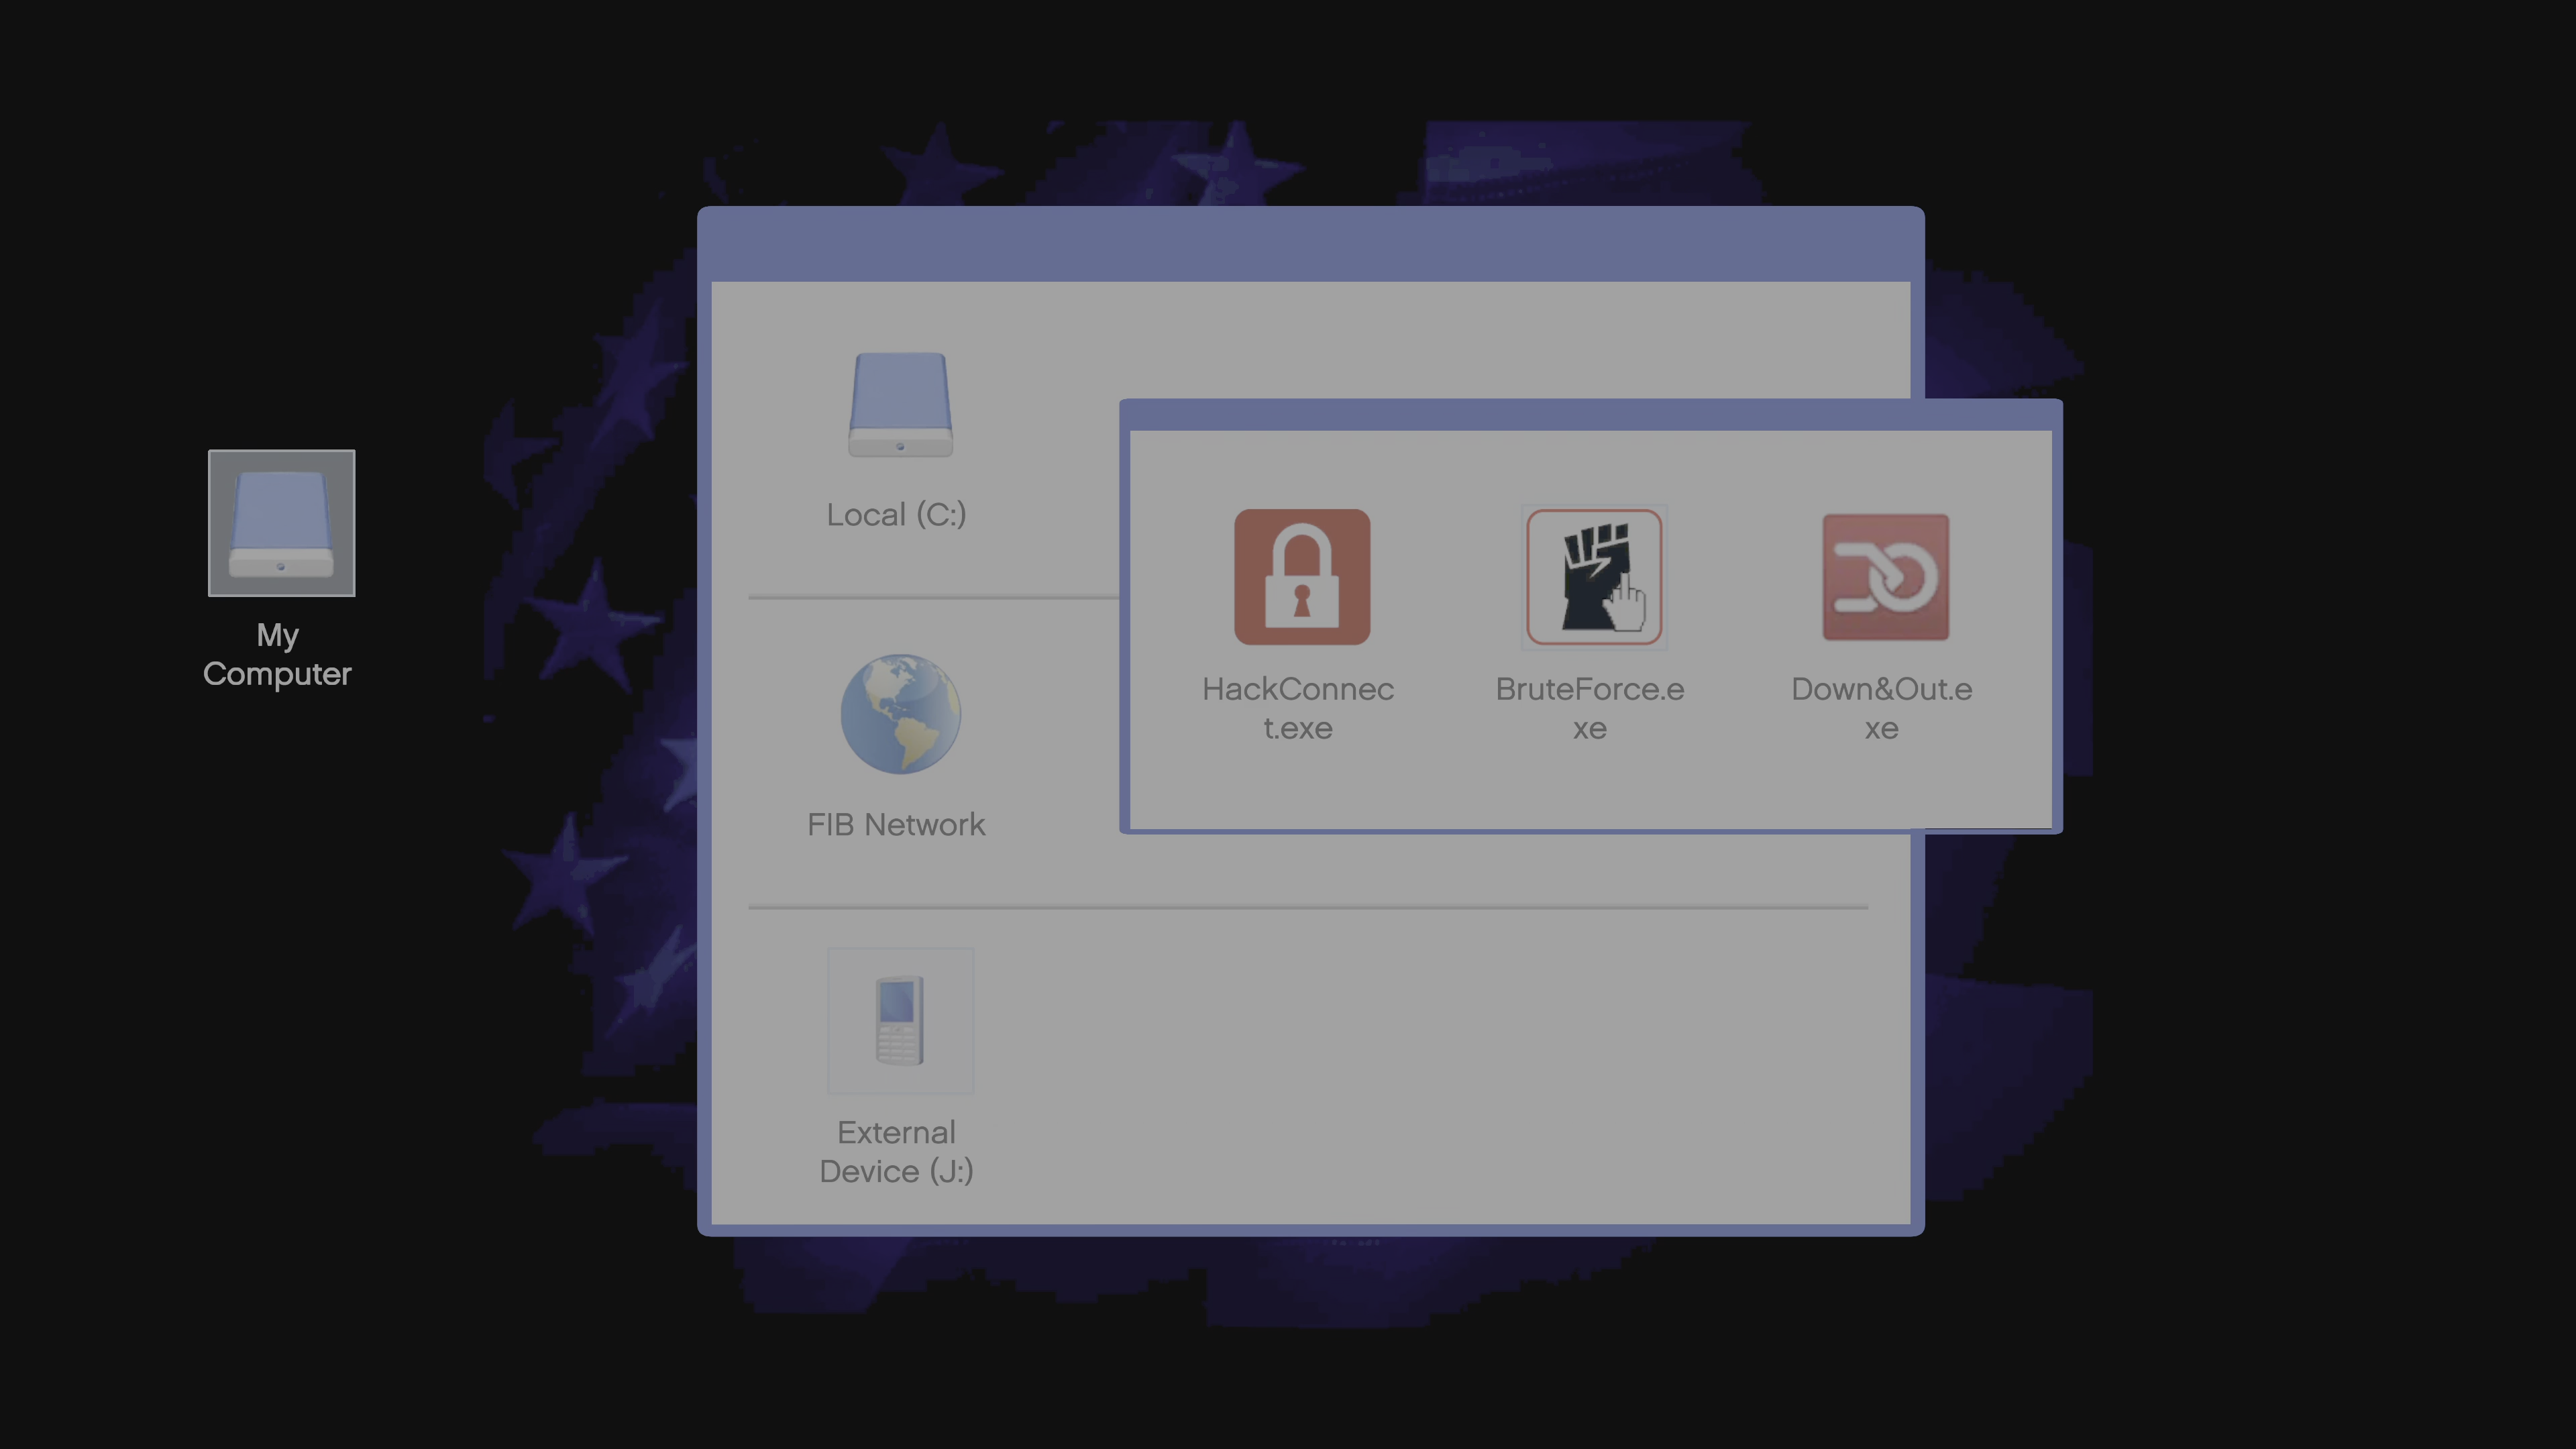 My
Computer
Local (C:)
FIB Network
External
Device (J:)
HackConnec
t.exe
BruteForce.e
xe
Down&Out.e
xe